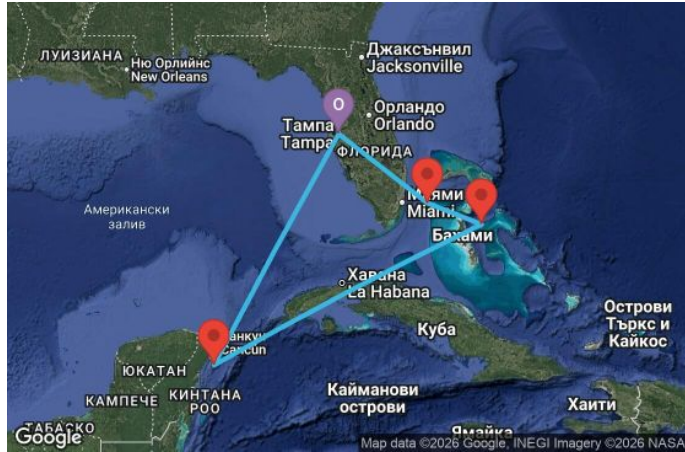 ЛУИЗИАНА
Ню Орлийнс
New Orleans
Джаксънвил
Jacksonville
O
Орландо
Orlando
Тампа
Tampa
ФЛОРИДА
Американски
залив
Маями
Miami
Бахами
Хавана
La Habana
Куба
Острови
Търкс и
Кайкос
Канкун
Cancún
ЮКАТАН
КАМПЕЧЕ
КИНТАНА
РОО
Кайманови
острови
Хаити
ТАБАСКО
Ямайка
Google
Map data ©2026 Google, INEGI Imagery ©2026 NASA